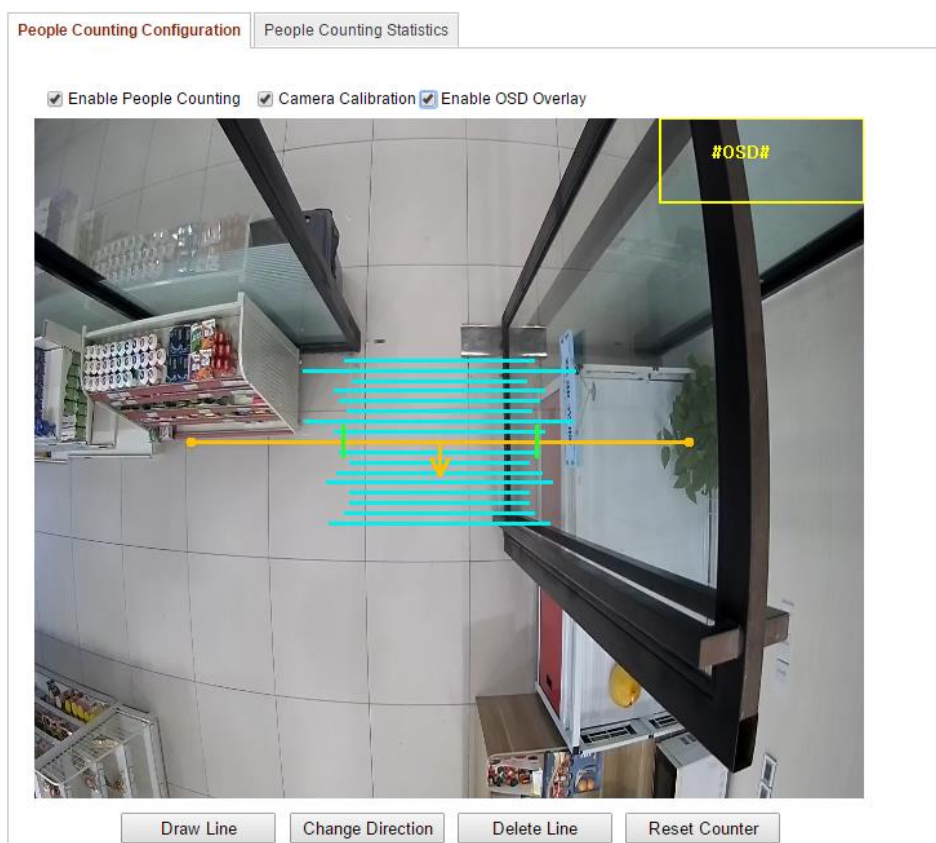 People Counting Configuration
People Counting Statistics
Enable People Counting
Camera Calibration
Enable OSD Overlay
#OSD#
Draw Line
Change Direction
Delete Line
Reset Counter